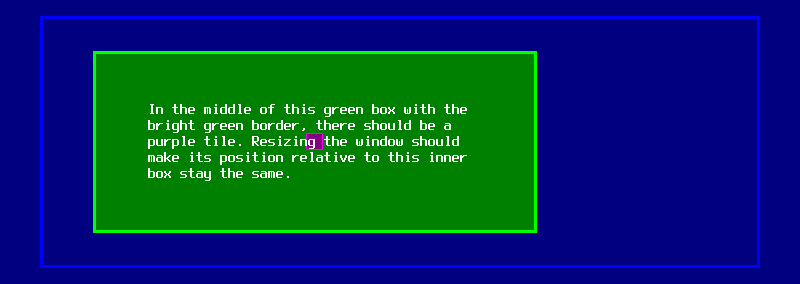 In the middle of this green box with the
bright green border, there should be a
purple tile. Resizing the window should
make its position relative to this inner
box stay the same.